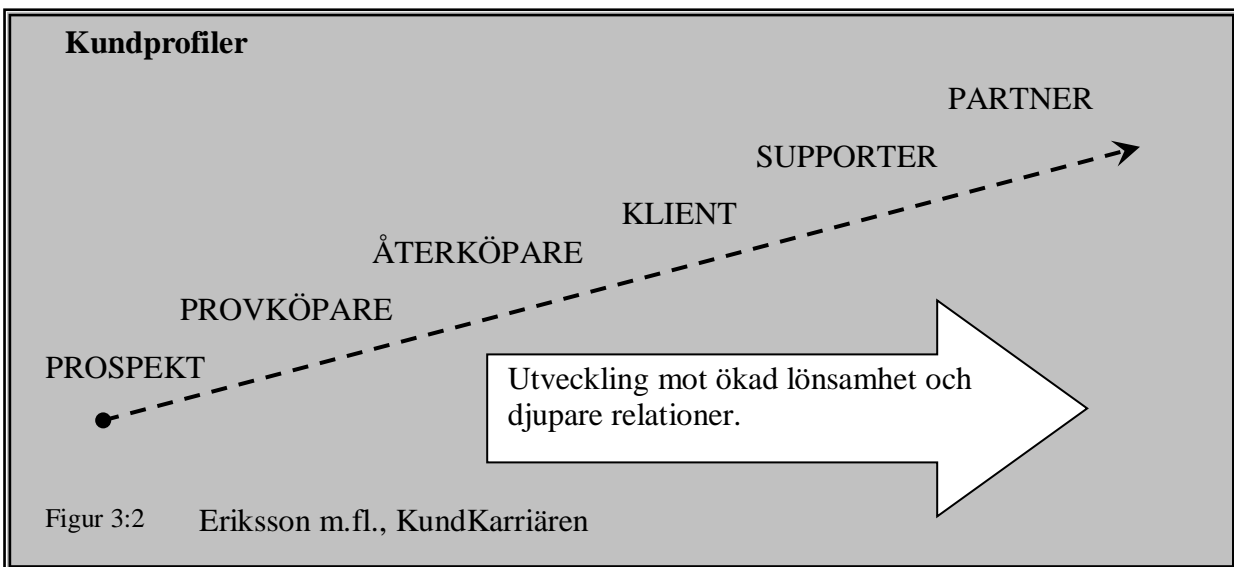 Kundprofiler
PARTNER
SUPPORTER
KLIENT
ÅTERKÖPARE
PROVKÖPARE
PROSPEKT
Utveckling mot ökad lönsamhet och
djupare relationer.
Figur 3:2 Eriksson m.fl., KundKarriären